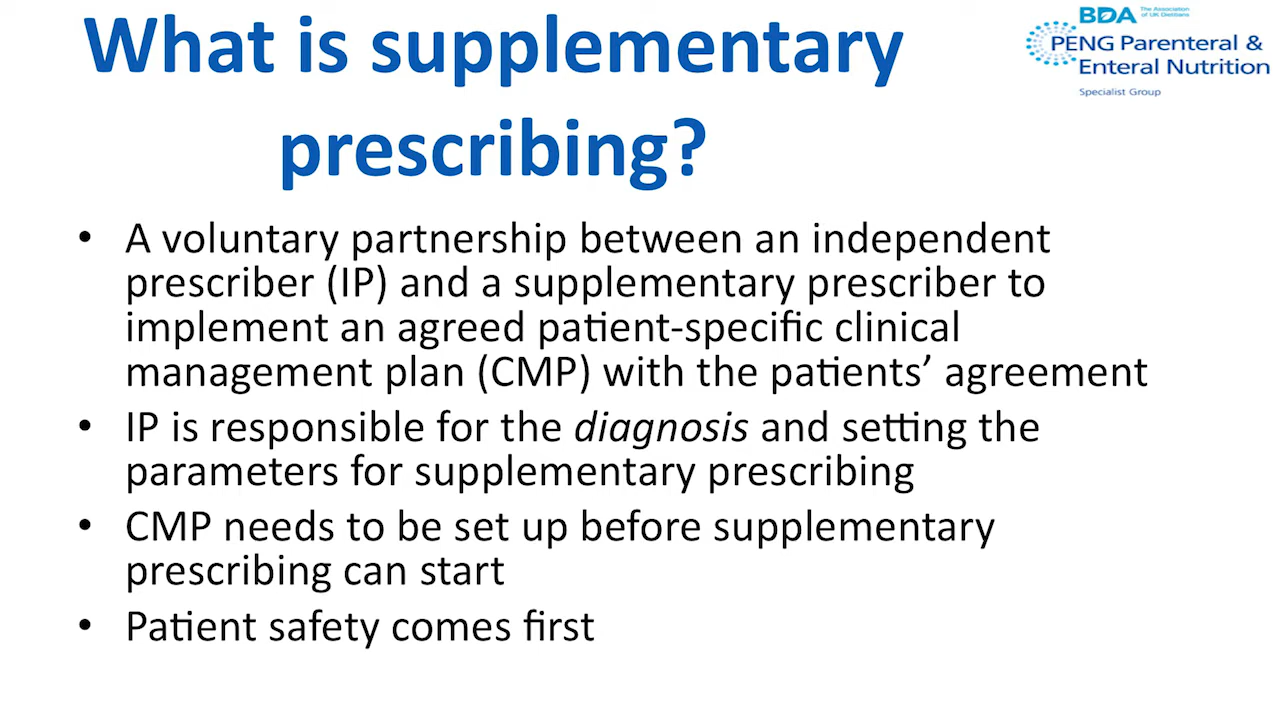 What is supplementary
prescribing?
BDA The Association
of UK Dietitians
PENG Parenteral &
Enteral Nutrition
Specialist Group
• A voluntary partnership between an independent
prescriber (IP) and a supplementary prescriber to
implement an agreed patient-specific clinical
management plan (CMP) with the patients’ agreement
• IP is responsible for the diagnosis and setting the
parameters for supplementary prescribing
• CMP needs to be set up before supplementary
prescribing can start
• Patient safety comes first